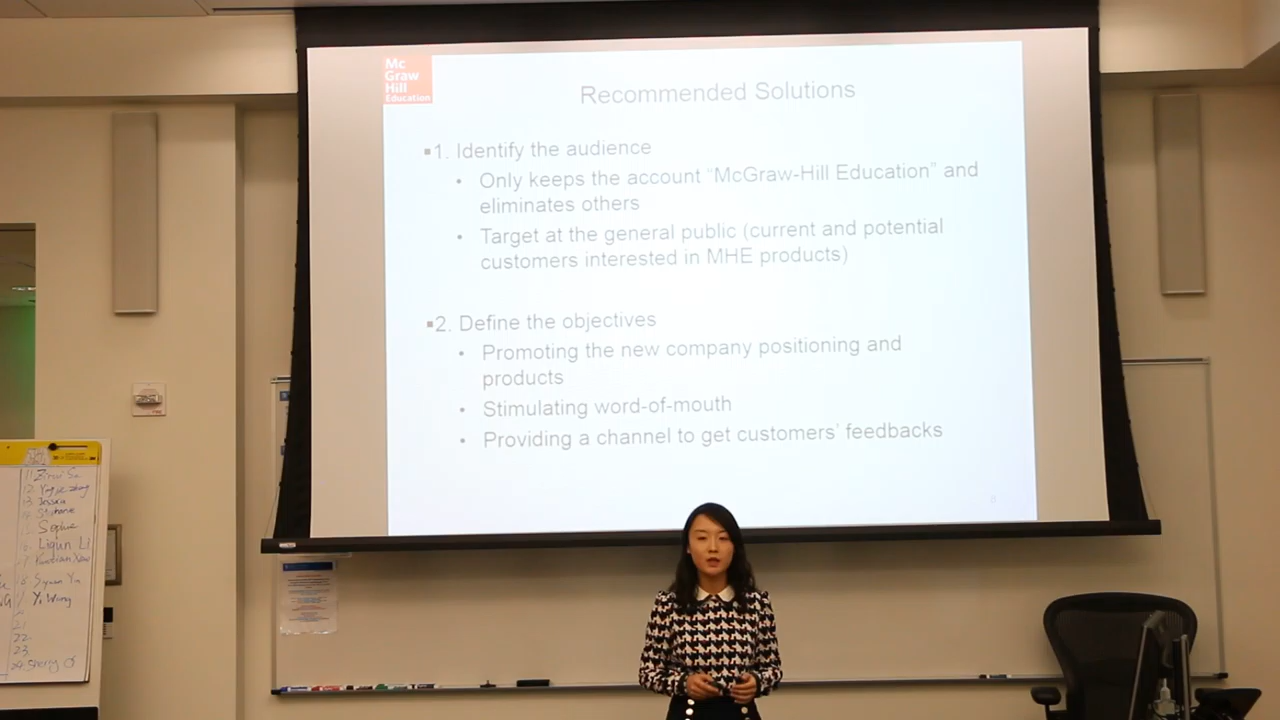 Mc
Graw
Hill
Education
Recommended Solutions
1. Identify the audience
Only keeps the account “McGraw-Hill Education” and
eliminates others
Target at the general public (current and potential
customers interested in MHE products)
2. Define the objectives
Promoting the new company positioning and
products
Stimulating word-of-mouth
Providing a channel to get customers’ feedbacks
8
12
13 Jessica
Sophie
Liqun Li
Yi Wang
21
22
23